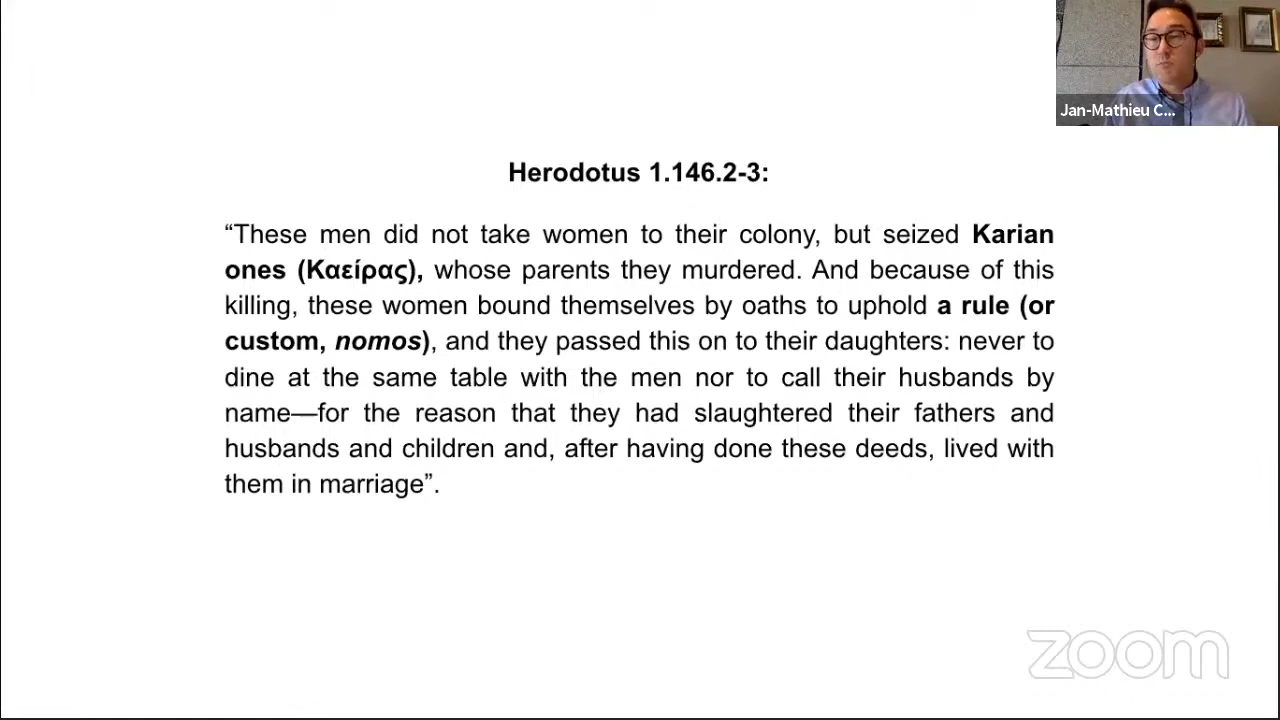 Jan-Mathieu C...
Herodotus 1.146.2-3:
“These men did not take women to their colony, but seized Karian
ones (Καείρας), whose parents they murdered. And because of this
killing, these women bound themselves by oaths to uphold a rule (or
custom, nomos), and they passed this on to their daughters: never to
dine at the same table with the men nor to call their husbands by
name—for the reason that they had slaughtered their fathers and
husbands and children and, after having done these deeds, lived with
them in marriage”.
zoom